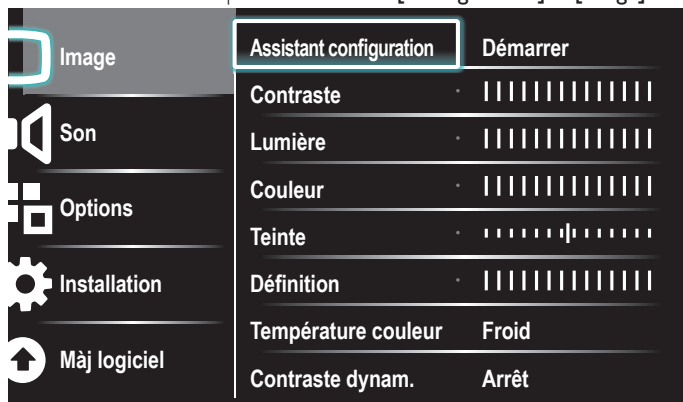 Image
Son
Options
Installation
Màj logiciel
Assistant configuration Démarrer
Contraste
Lumière
Couleur
Teinte
Définition
Température couleur Froid
Contraste dynam. Arrêt